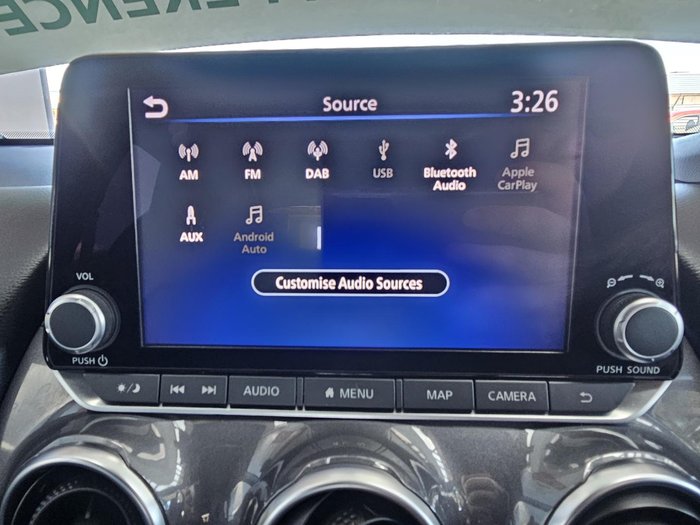 EKENCE
Source
3:26
AM
FM
DAB
USB
Bluetooth
Audio
Apple
CarPlay
AUX
Android
Auto
Customise Audio Sources
VOL
PUSH
PUSH SOUND
AUDIO
MENU
MAP
CAMERA